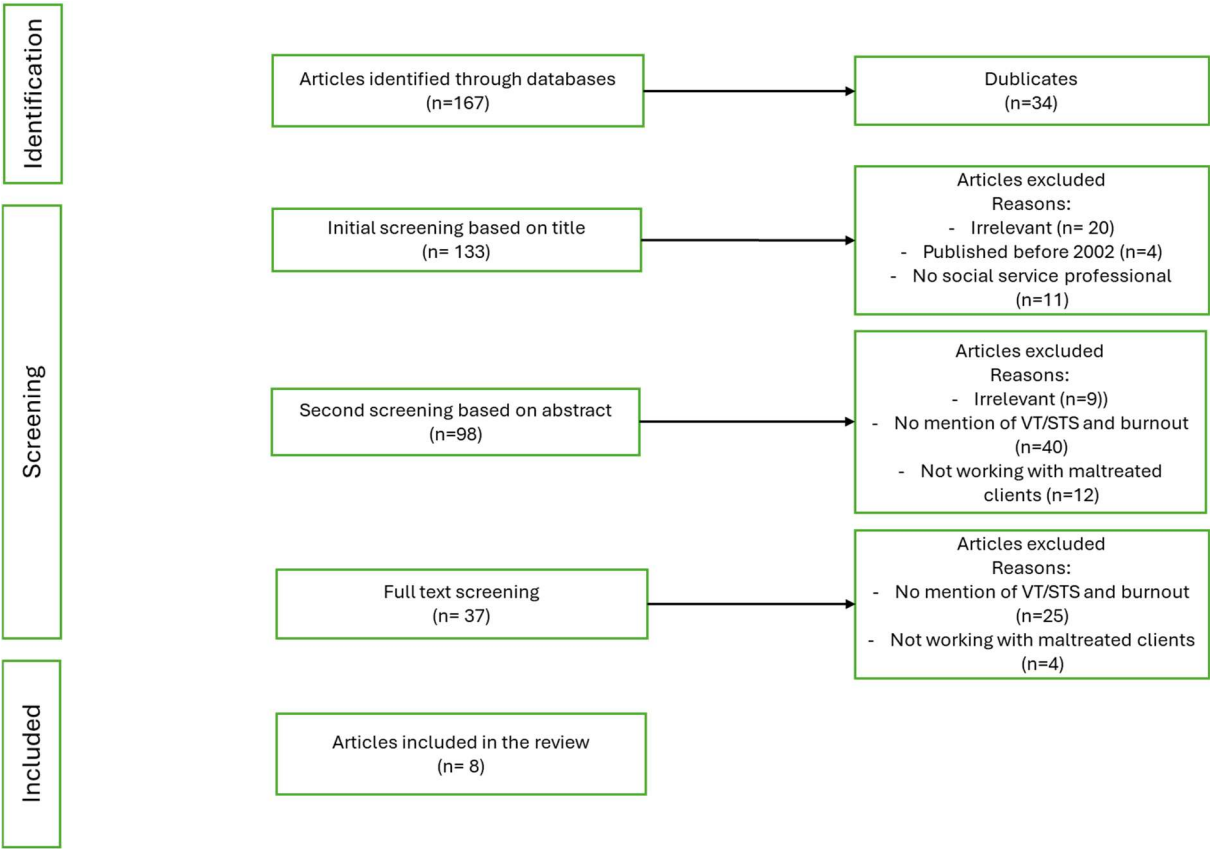 Identification
Articles identified through databases
(n=167)
Dublicates
(n=34)
Screening
Initial screening based on title
(n= 133)
Articles excluded
Reasons:
- Irrelevant (n= 20)
- Published before 2002 (n=4)
- No social service professional
(n=11)
Second screening based on abstract
(n=98)
Articles excluded
Reasons:
- Irrelevant (n=9))
- No mention of VT/STS and burnout
(n=40)
- Not working with maltreated
clients (n=12)
Full text screening
(n= 37)
Articles excluded
Reasons:
- No mention of VT/STS and burnout
(n=25)
- Not working with maltreated clients
(n=4)
Included
Articles included in the review
(n= 8)